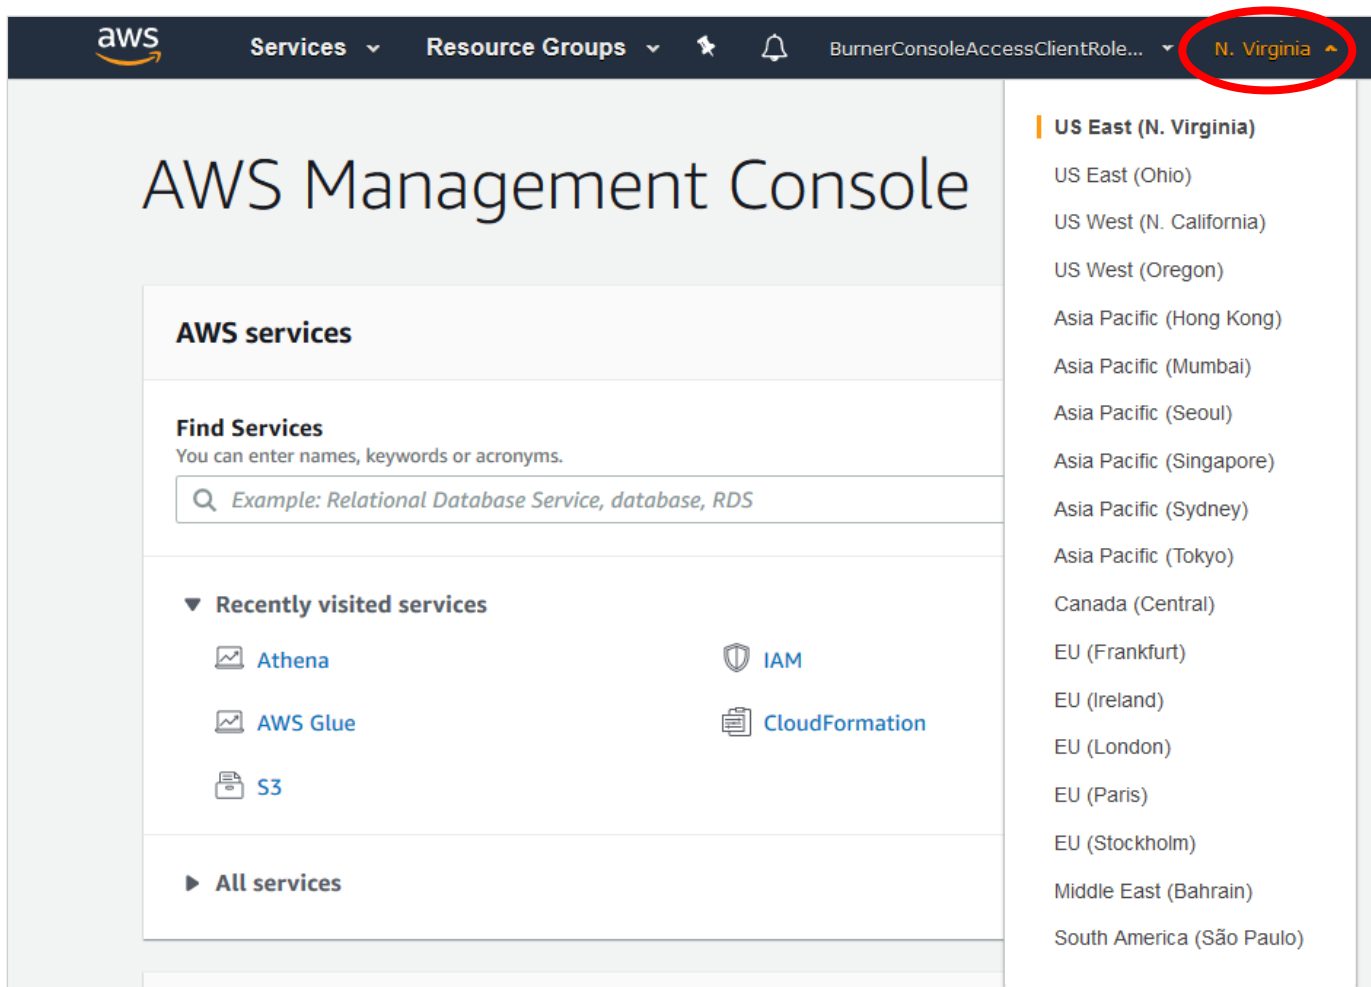 aws Services Resource Groups BurnerConsoleAccessClientRole... N. Virginia
AWS Management Console
AWS services
Find Services
You can enter names, keywords or acronyms.
Example: Relational Database Service, database, RDS
Recently visited services
Athena
IAM
AWS Glue
CloudFormation
S3
All services
US East (N. Virginia)
US East (Ohio)
US West (N. California)
US West (Oregon)
Asia Pacific (Hong Kong)
Asia Pacific (Mumbai)
Asia Pacific (Seoul)
Asia Pacific (Singapore)
Asia Pacific (Sydney)
Asia Pacific (Tokyo)
Canada (Central)
EU (Frankfurt)
EU (Ireland)
EU (London)
EU (Paris)
EU (Stockholm)
Middle East (Bahrain)
South America (São Paulo)